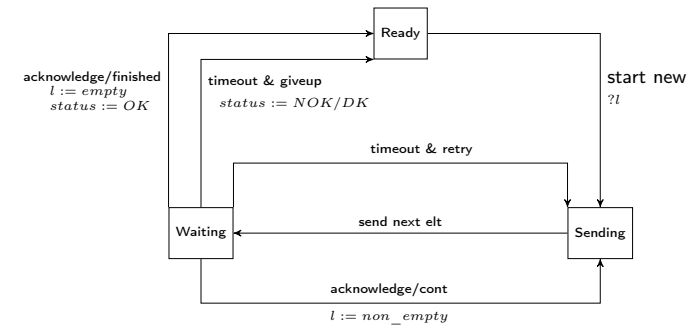 Ready
acknowledge/finished
l := empty
status := OK
timeout & giveup
status := NOK/DK
start new
?l
timeout & retry
Waiting
send next elt
Sending
acknowledge/cont
l := non_empty